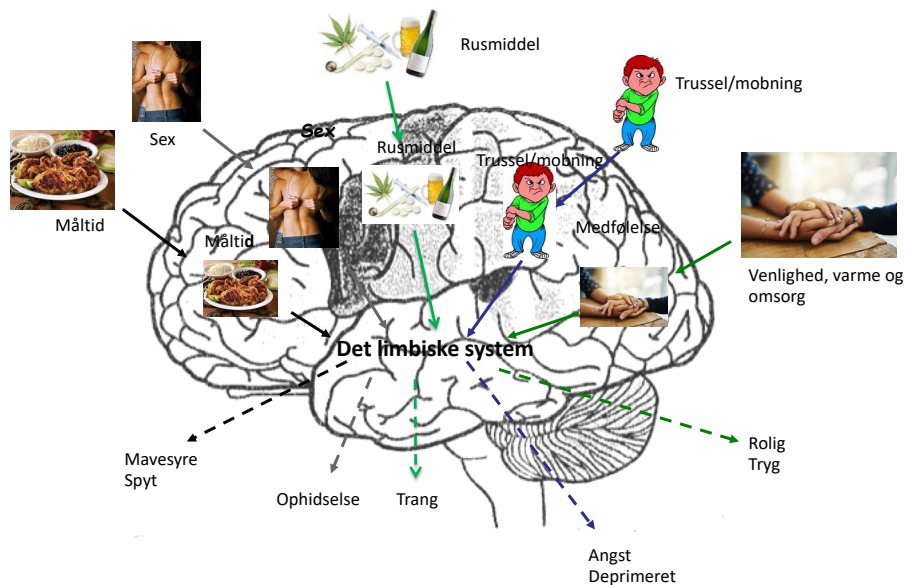 Rusmiddel
Trussel/mobning
Sex
Sex
Rusmiddel
Trussel/mobning
Måltid
Måltid
Medfølelse
Venlighed, varme og
omsorg
Det limbiske system
Mavesyre
Spyt
Ophidselse
Trang
Rolig
Tryg
Angst
Deprimeret